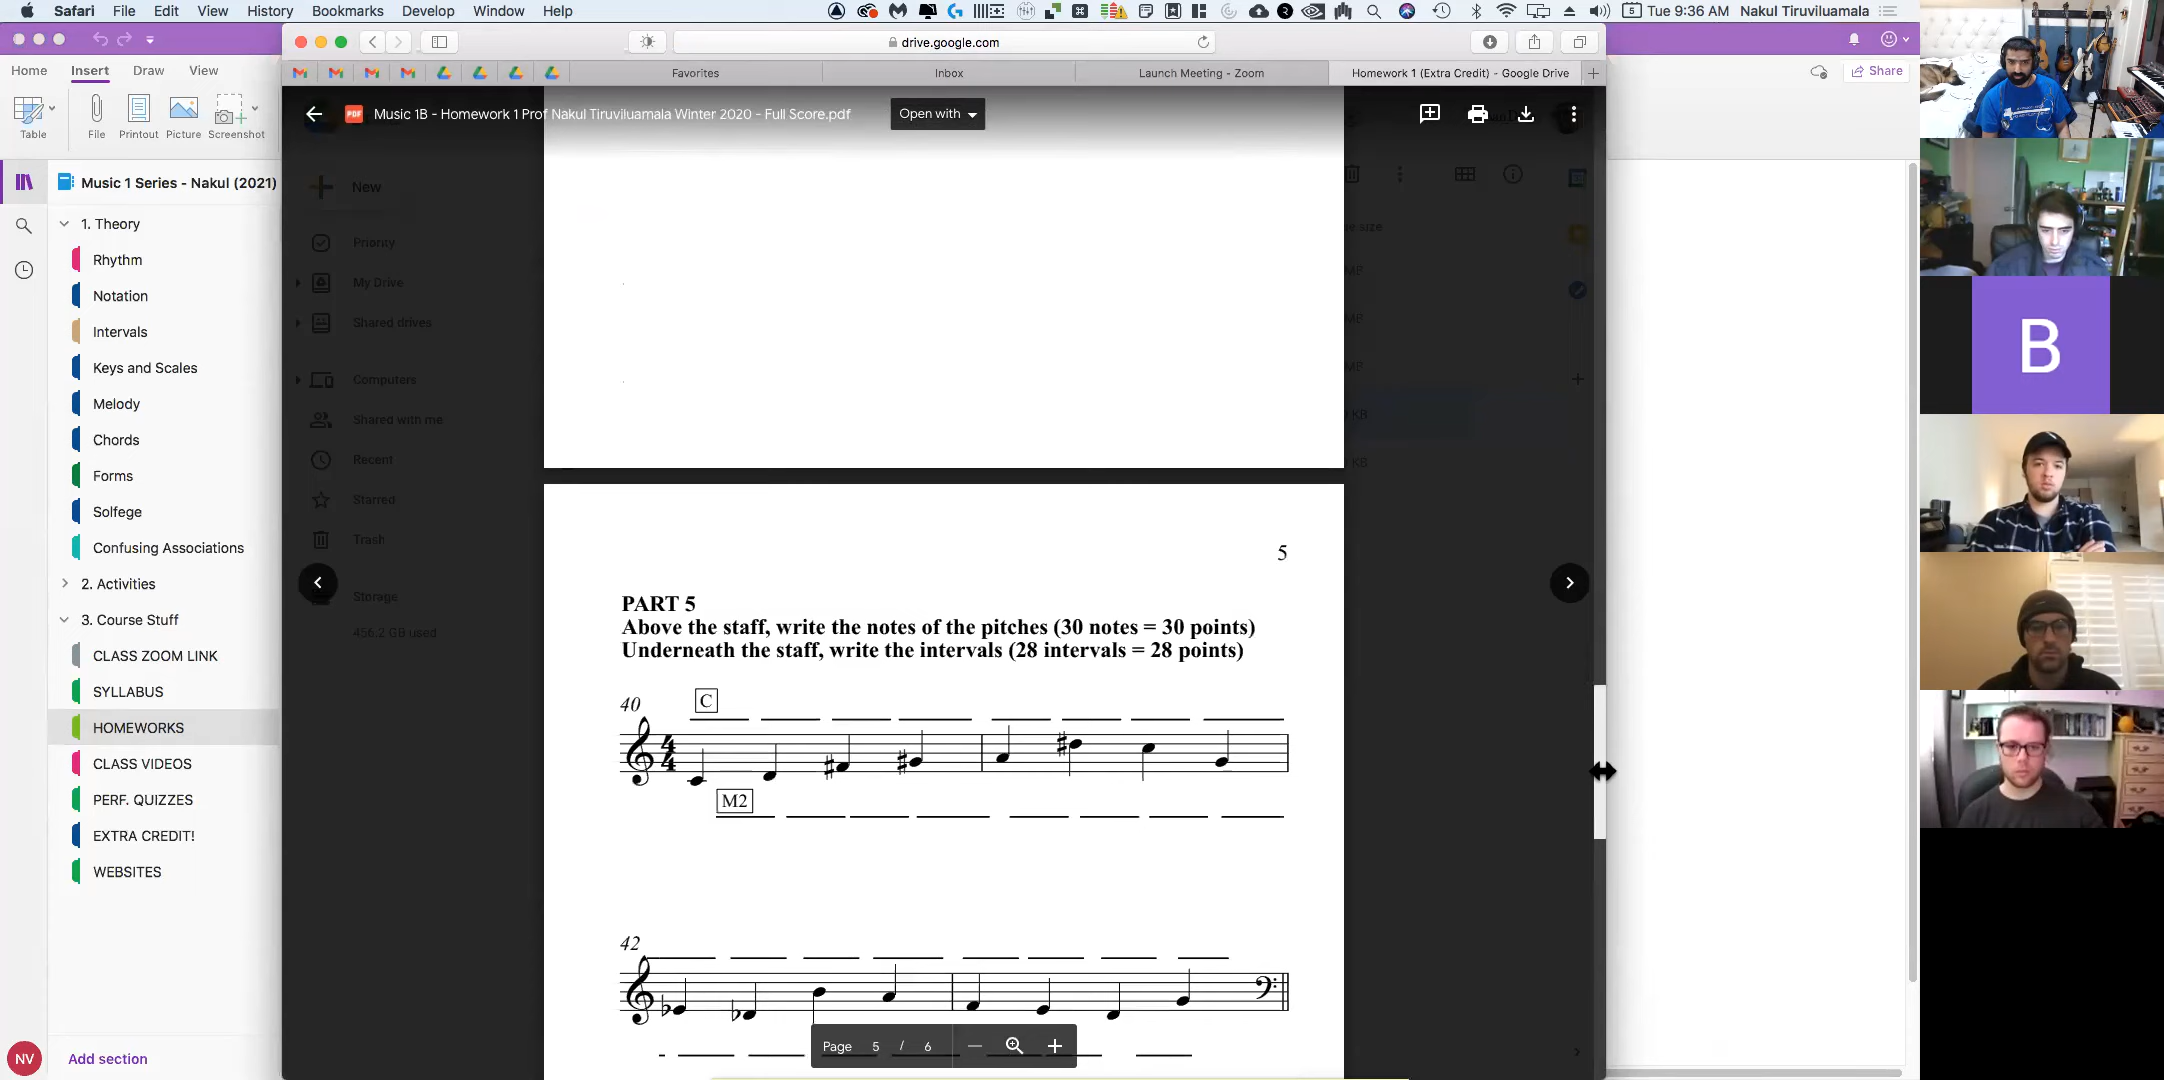 Safari File Edit View History Bookmarks Develop Window Help
Tue 9:36 AM Nakul Tiruviluamala
drive.google.com
Home Insert Draw View
Share
Table File Printout Picture Screenshot
Favorites Inbox Launch Meeting - Zoom Homework 1 (Extra Credit) - Google Drive
PDF Music 1B - Homework 1 Prof Nakul Tiruviluamala Winter 2020 - Full Score.pdf
Open with
Music 1 Series - Nakul (2021)
1. Theory
Rhythm
Notation
Intervals
Keys and Scales
Melody
Chords
Forms
Solfege
Confusing Associations
2. Activities
3. Course Stuff
CLASS ZOOM LINK
SYLLABUS
HOMEWORKS
CLASS VIDEOS
PERF. QUIZZES
EXTRA CREDIT!
WEBSITES
NV Add section
New
Priority
My Drive
Shared drives
Computers
Shared with me
Recent
Starred
Trash
Storage
456.2 GB used
KB
KB
5
PART 5
Above the staff, write the notes of the pitches (30 notes = 30 points)
Underneath the staff, write the intervals (28 intervals = 28 points)
40
C
4
4
M2
42
Page 5 / 6
B